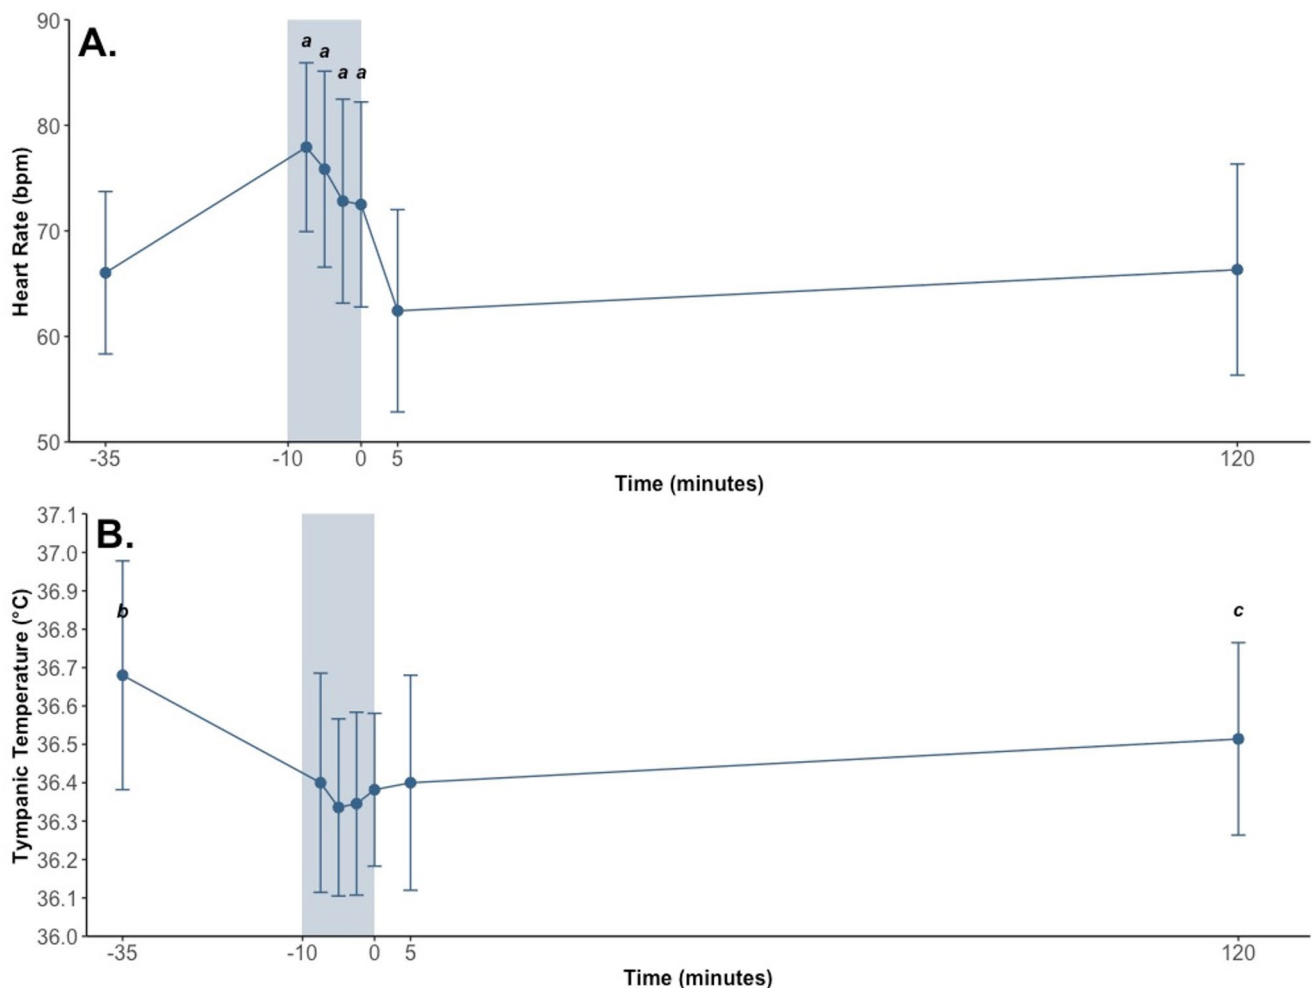 A.
Heart Rate (bpm)
90
80
70
60
50
a a a a
-35 -10 0 5 120
Time (minutes)
B.
Tympanic Temperature (°C)
37.1
37.0
36.9
36.8
36.7
36.6
36.5
36.4
36.3
36.2
36.1
36.0
b c
-35 -10 0 5 120
Time (minutes)